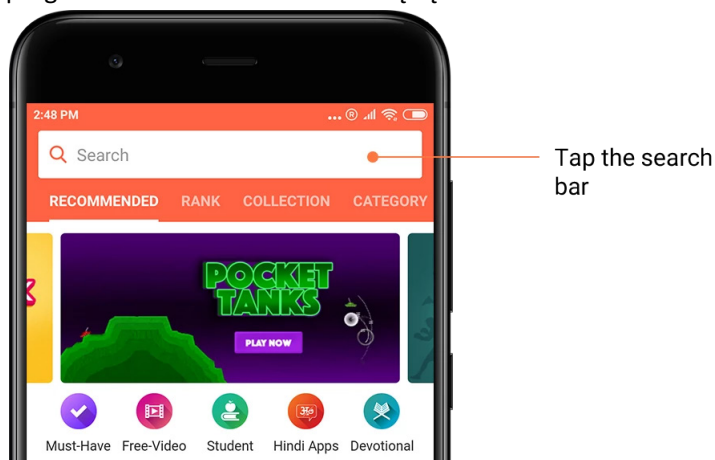 2:48 PM
Search
Tap the search
bar
RECOMMENDED RANK COLLECTION CATEGORY
POCKET
TANKS
PLAY NOW
Must-Have Free-Video Student Hindi Apps Devotional